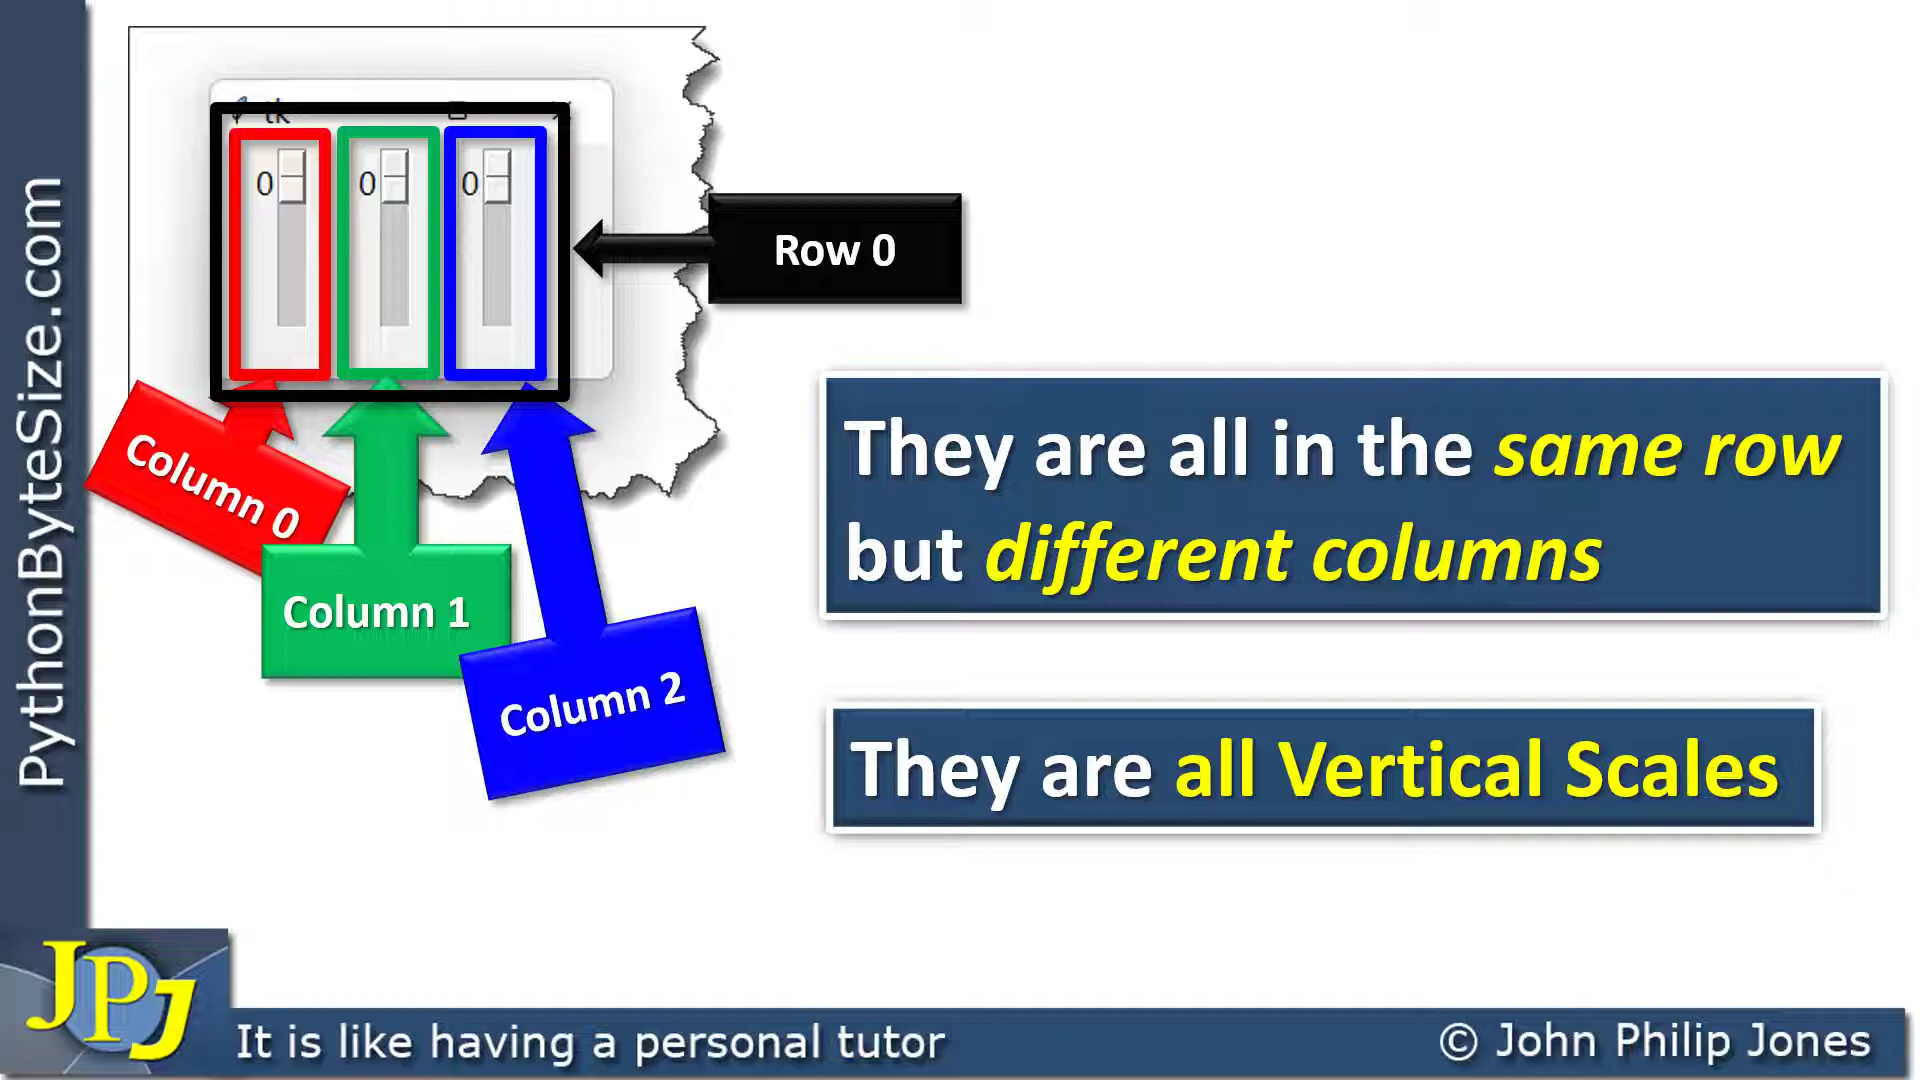 PythonByteSize.com
tk
0
0
0
Row 0
Column 0
Column 1
Column 2
They are all in the same row
but different columns
They are all Vertical Scales
JPJ
It is like having a personal tutor
© John Philip Jones